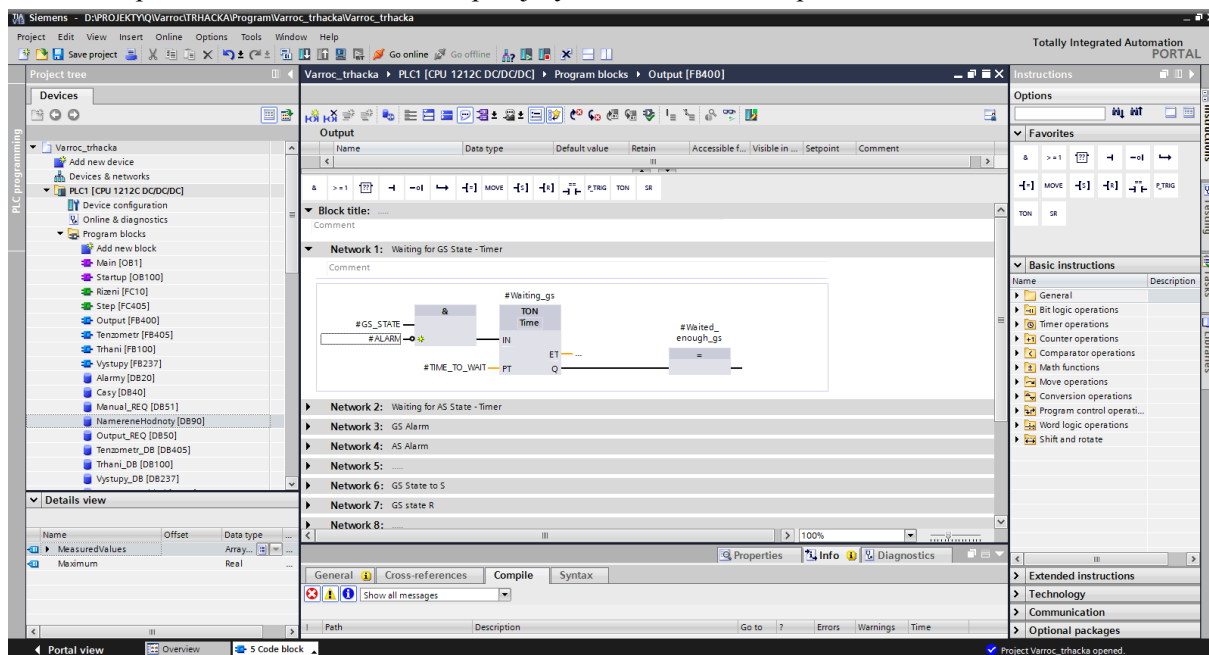 Siemens - D:\PROJEKTY\Q\Varroc\TRHACKA\Program\Varroc_trhacka\Varroc_trhacka
Project Edit View Insert Online Options Tools Window Help
Totally Integrated Automation
PORTAL
Save project Go online Go offline
Project tree
Varroc_trhacka PLC1 [CPU 1212C DC/DC/DC] Program blocks Output [FB400]
Instructions
Devices
Options
Output
Favorites
Name Data type Default value Retain Accessible f... Visible in ... Setpoint Comment
Varroc_trhacka
Add new device
Devices & networks
PLC1 [CPU 1212C DC/DC/DC]
Device configuration
Online & diagnostics
Program blocks
Add new block
Main [OB1]
Startup [OB100]
Rizeni [FC10]
Step [FC405]
Output [FB400]
Tenzometr [FB405]
Trhani [FB100]
Vystupy [FB237]
Alarmy [DB20]
Casy [DB40]
Manual_REQ [DB51]
NamereneHodnoty [DB90]
Output_REQ [DB50]
Tenzometr_DB [DB405]
Trhani_DB [DB100]
Vystupy_DB [DB237]
PLC programming
& >=1 [??] MOVE [S] [R] P_TRIG TON SR
Block title: .....
Comment
Network 1: Waiting for GS State - Timer
Comment
#Waiting_gs
TON
Time
&
#GS_STATE
#ALARM
IN
#TIME_TO_WAIT PT
ET ...
Q
#Waited_
enough_gs
=
Network 2: Waiting for AS State - Timer
Network 3: GS Alarm
Network 4: AS Alarm
Network 5: .....
Network 6: GS State to S
Network 7: GS state R
Network 8: .....
100%
& >=1 [??]
MOVE [S] [R] P_TRIG
TON SR
Basic instructions
Name Description
General
Bit logic operations
Timer operations
Counter operations
Comparator operations
Math functions
Move operations
Conversion operations
Program control operati...
Word logic operations
Shift and rotate
Extended instructions
Technology
Communication
Optional packages
Instructions
Testing
Tasks
Libraries
Details view
Name Offset Data type ...
MeasuredValues Array... ...
Maximum Real ...
Properties Info Diagnostics
General Cross-references Compile Syntax
Show all messages
! Path Description Go to ? Errors Warnings Time
Portal view Overview 5 Code block
Project Varroc_trhacka opened.